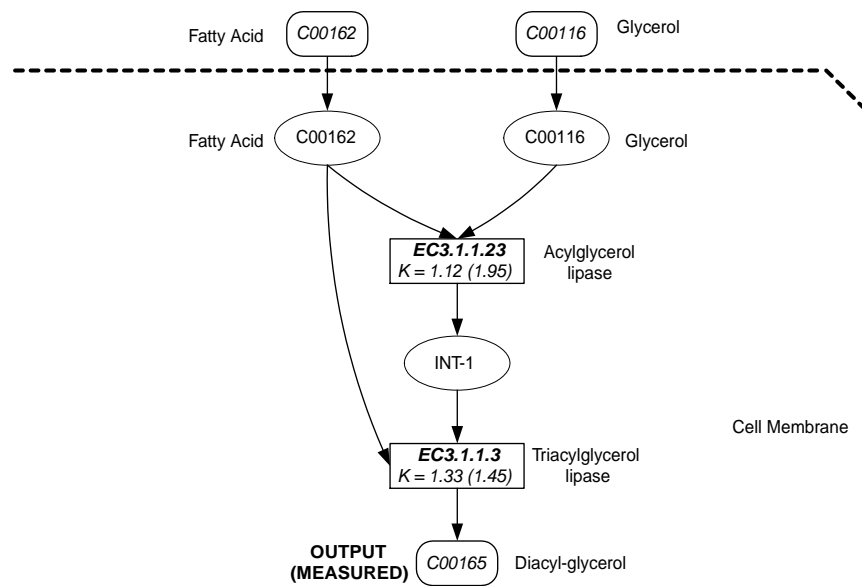 Fatty Acid
C00162
C00116
Glycerol
Fatty Acid
C00162
C00116
Glycerol
EC3.1.1.23
K = 1.12 (1.95)
Acylglycerol
lipase
INT-1
Cell Membrane
EC3.1.1.3
K = 1.33 (1.45)
Triacylglycerol
lipase
OUTPUT
(MEASURED)
C00165
Diacyl-glycerol